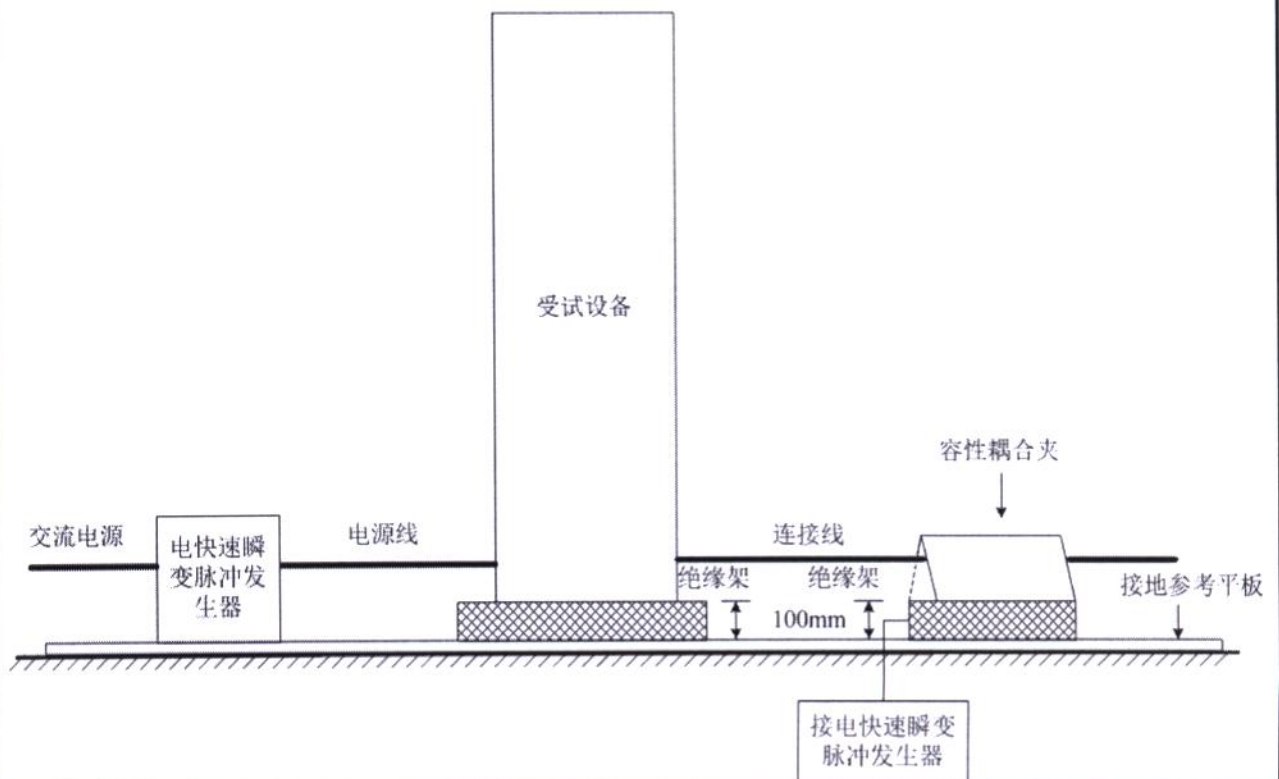 受试设备
容性耦合夹
交流电源
电快速瞬
变脉冲发
生器
电源线
连接线
绝缘架
绝缘架
100mm
接地参考平板
接电快速瞬变
脉冲发生器